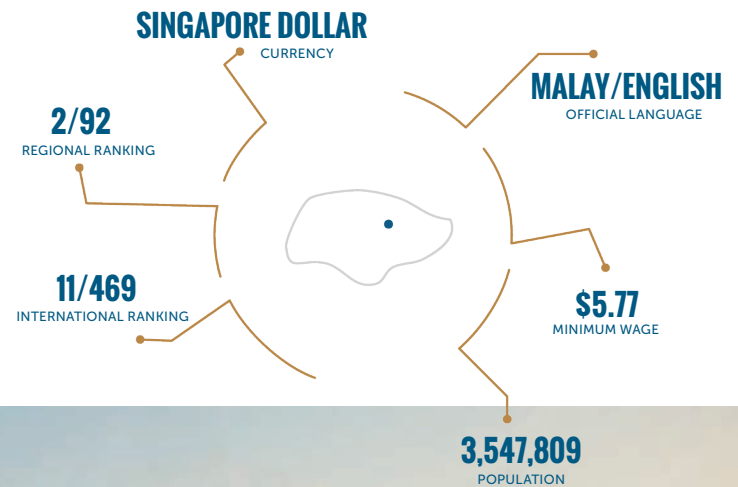 SINGAPORE DOLLAR
CURRENCY
MALAY/ENGLISH
OFFICIAL LANGUAGE
2/92
REGIONAL RANKING
11/469
INTERNATIONAL RANKING
$5.77
MINIMUM WAGE
3,547,809
POPULATION